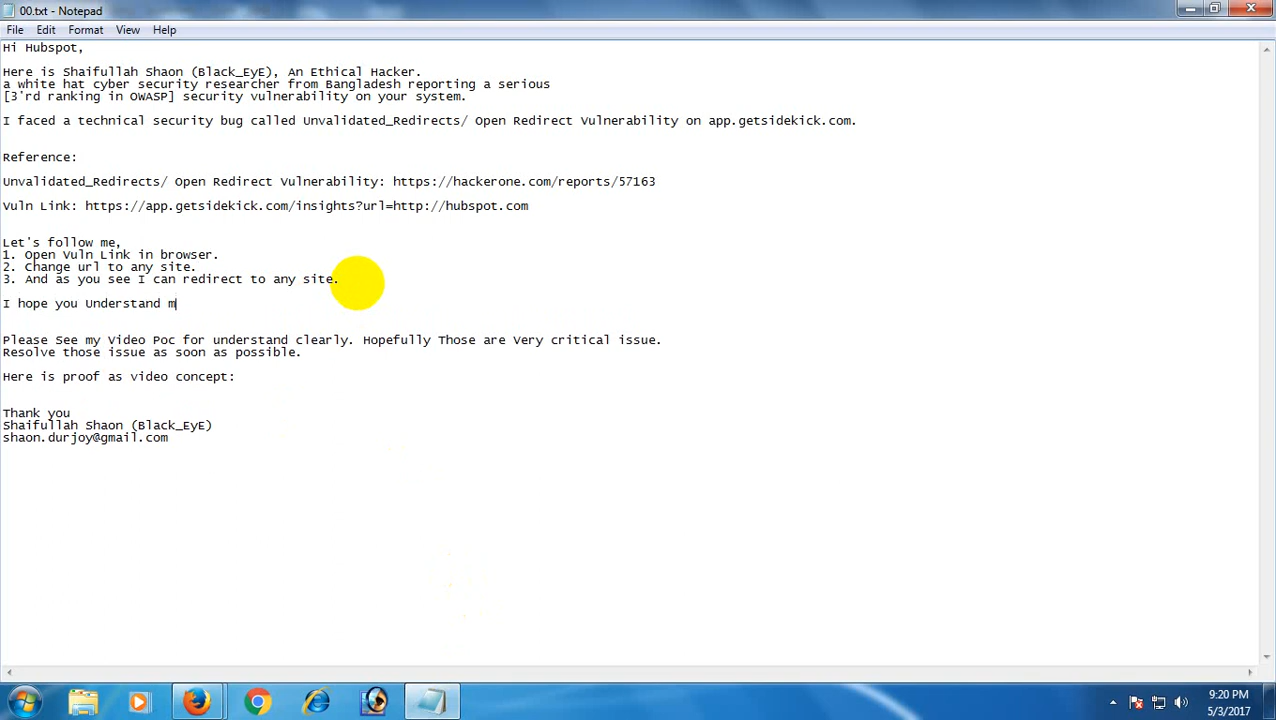 00.txt - Notepad
File Edit Format View Help
Hi Hubspot,
Here is Shaifullah Shaon (Black_EyE), An Ethical Hacker.
a white hat cyber security researcher from Bangladesh reporting a serious
[3'rd ranking in OWASP] security vulnerability on your system.
I faced a technical security bug called Unvalidated_Redirects/ Open Redirect Vulnerability on app.getsidekick.com.
Reference:
Unvalidated_Redirects/ Open Redirect Vulnerability: https://hackerone.com/reports/57163
Vuln Link: https://app.getsidekick.com/insights?url=http://hubspot.com
Let's follow me,
1. Open Vuln Link in browser.
2. Change url to any site.
3. And as you see I can redirect to any site.
I hope you Understand m
Please See my Video Poc for understand clearly. Hopefully Those are Very critical issue.
Resolve those issue as soon as possible.
Here is proof as video concept:
Thank you
Shaifullah Shaon (Black_EyE)
shaon.durjoy@gmail.com
9:20 PM
5/3/2017